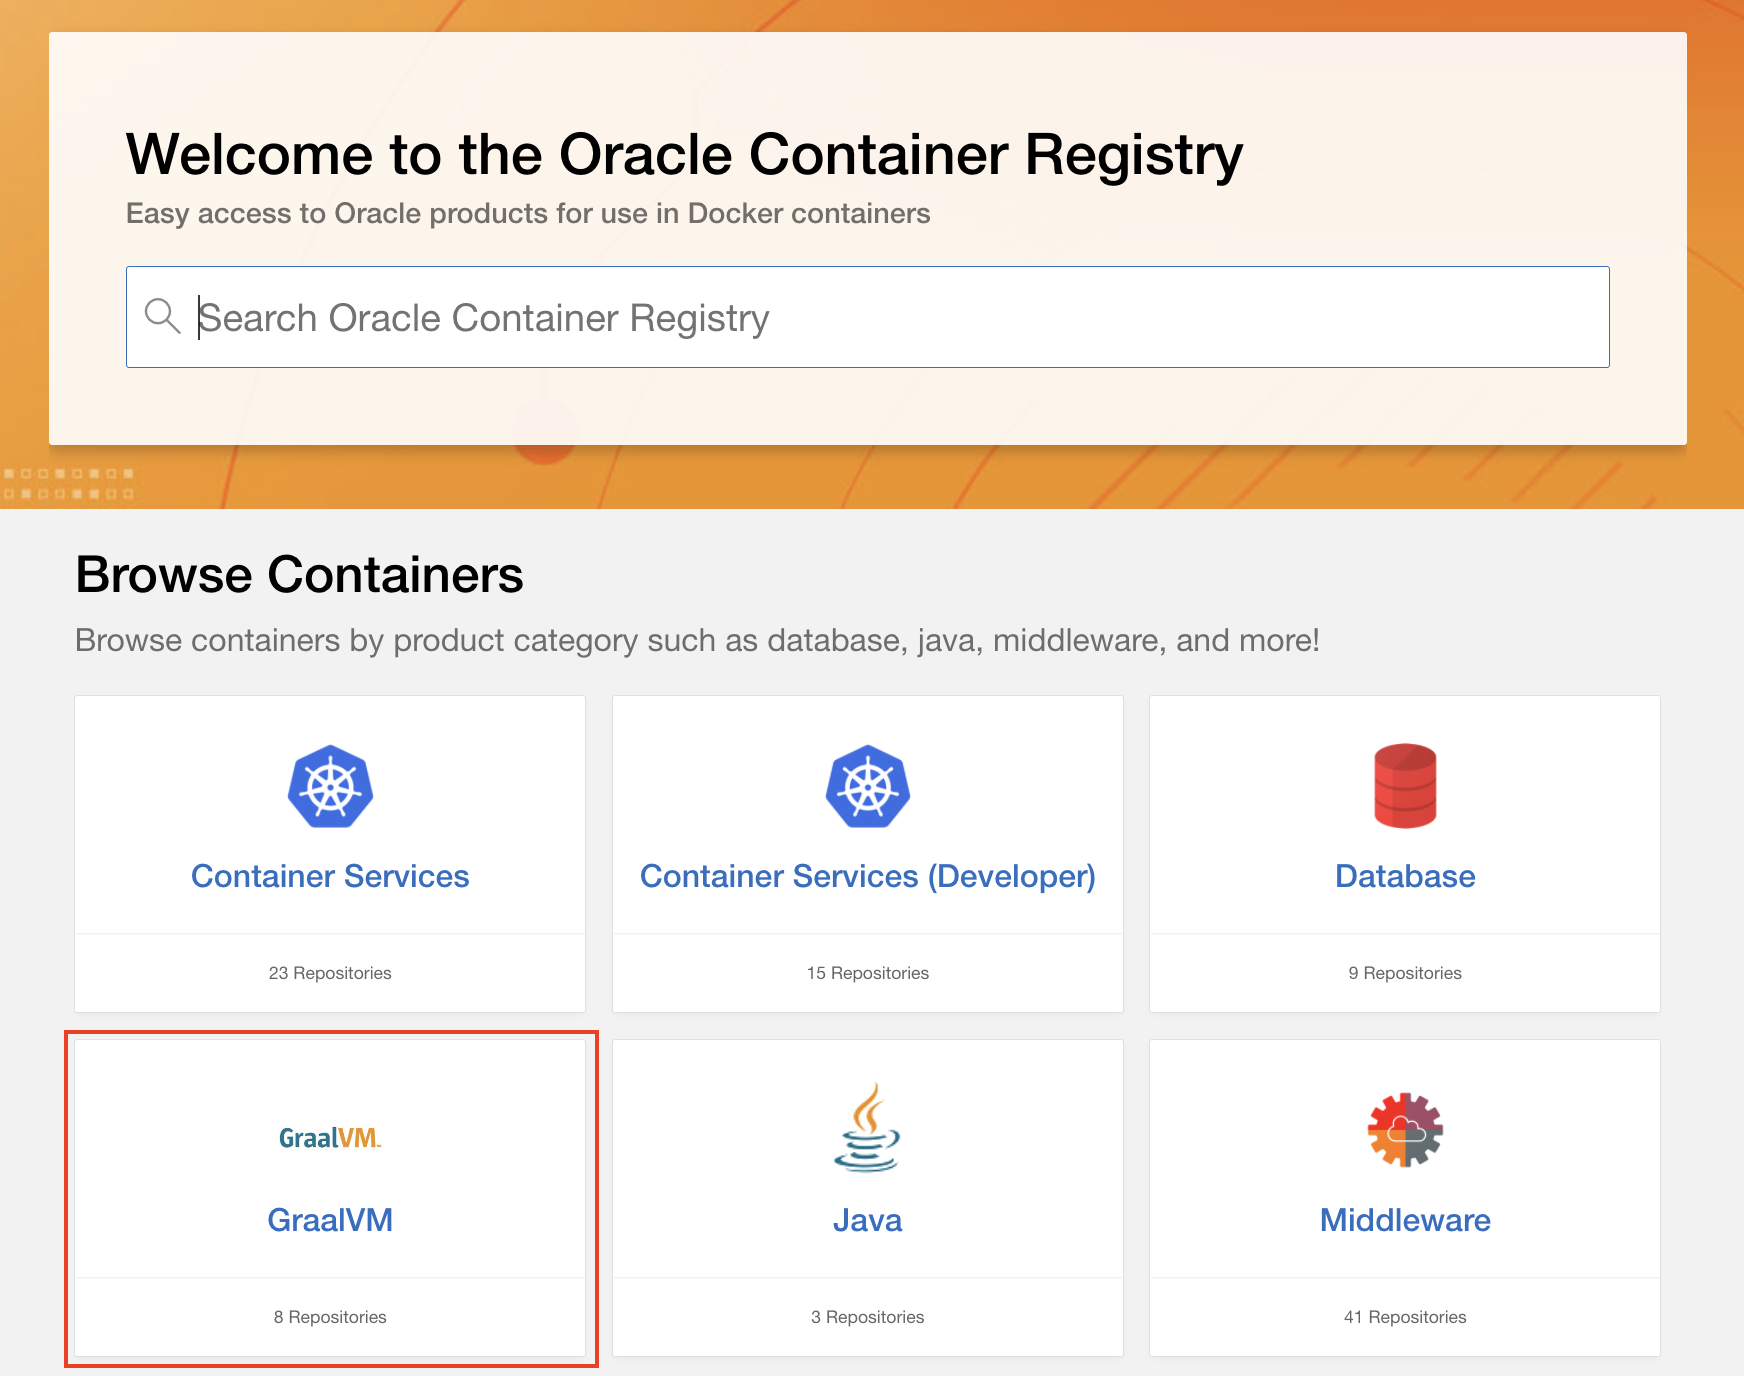 Welcome to the Oracle Container Registry
Easy access to Oracle products for use in Docker containers
Search Oracle Container Registry
Browse Containers
Browse containers by product category such as database, java, middleware, and more!
Container Services
23 Repositories
Container Services (Developer)
15 Repositories
Database
9 Repositories
GraalVM™
GraalVM
8 Repositories
Java
3 Repositories
Middleware
41 Repositories